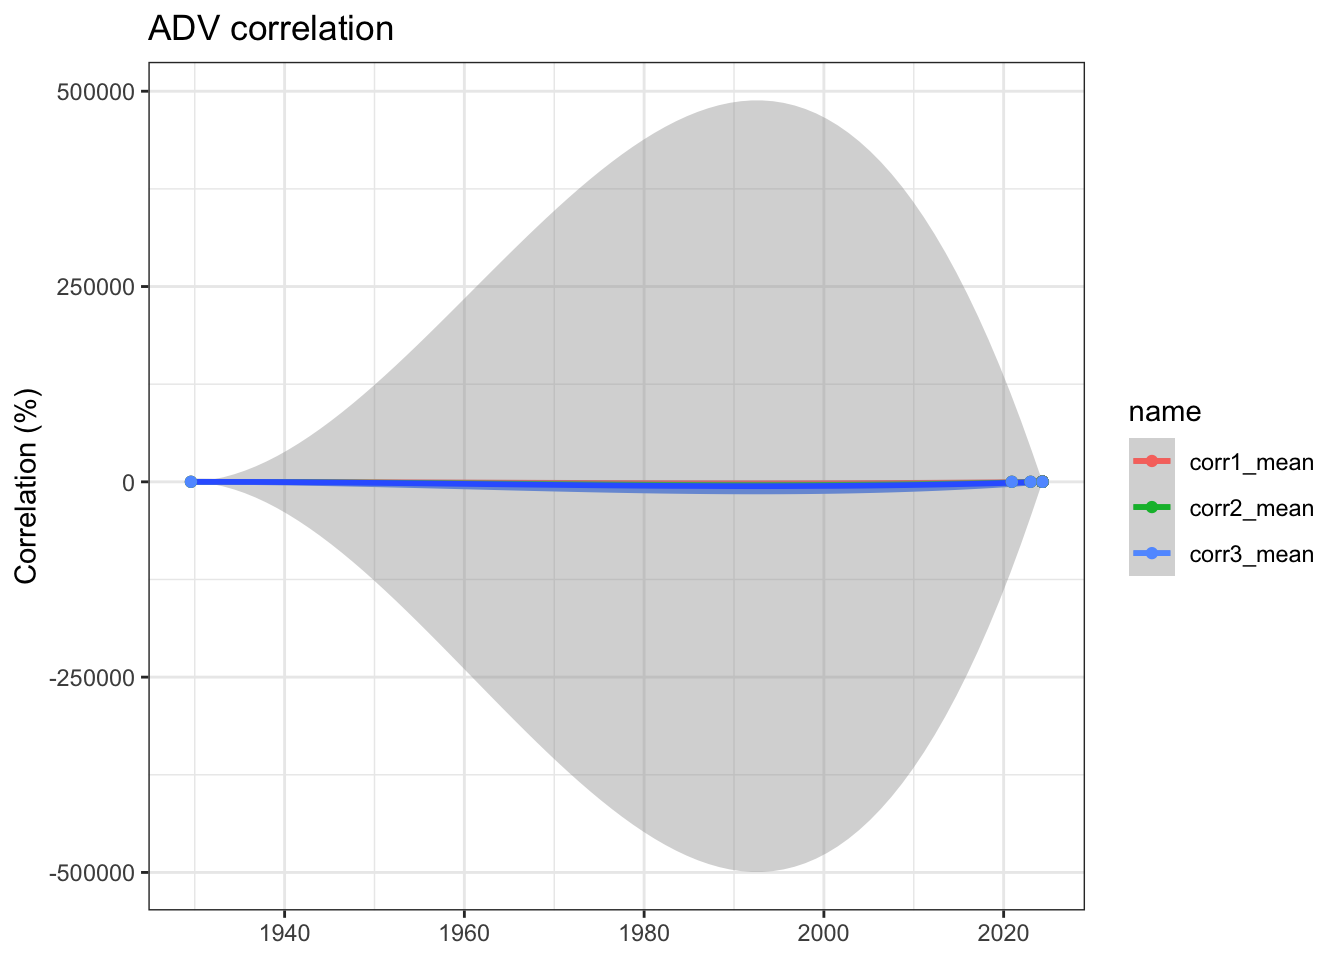 ADV correlation
500000
250000
0
-250000
-500000
Correlation (%)
1940 1960 1980 2000 2020
name
corr1_mean
corr2_mean
corr3_mean